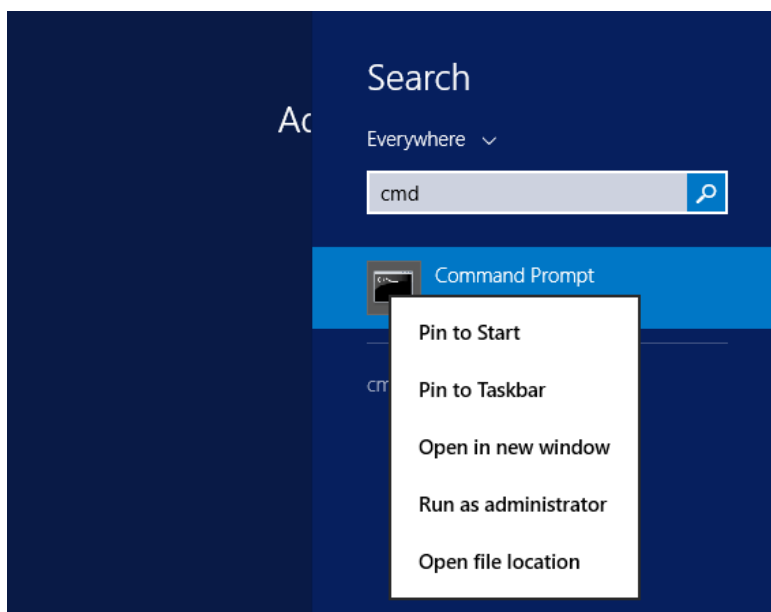 Search
Everywhere
cmd
Command Prompt
Pin to Start
Pin to Taskbar
Open in new window
Run as administrator
Open file location